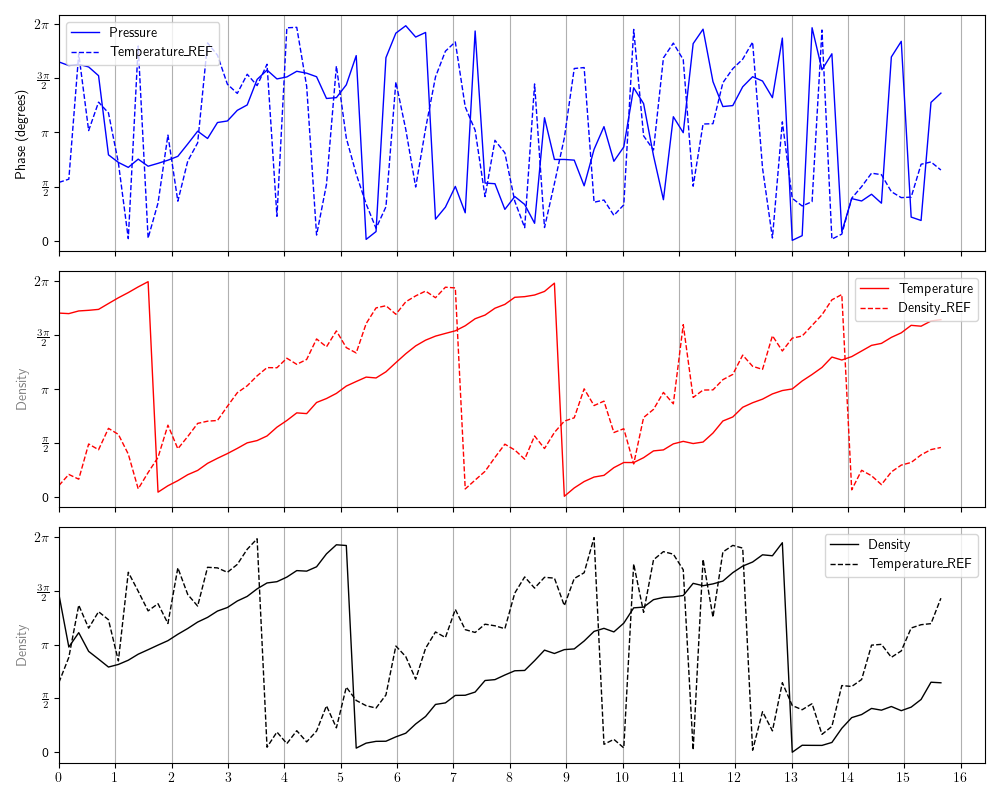 2π
3π/2
π
π/2
0
Phase (degrees)
Pressure
Temperature_REF
2π
3π/2
π
π/2
0
Density
Temperature
Density_REF
2π
3π/2
π
π/2
0
Density
Density
Temperature_REF
0 1 2 3 4 5 6 7 8 9 10 11 12 13 14 15 16